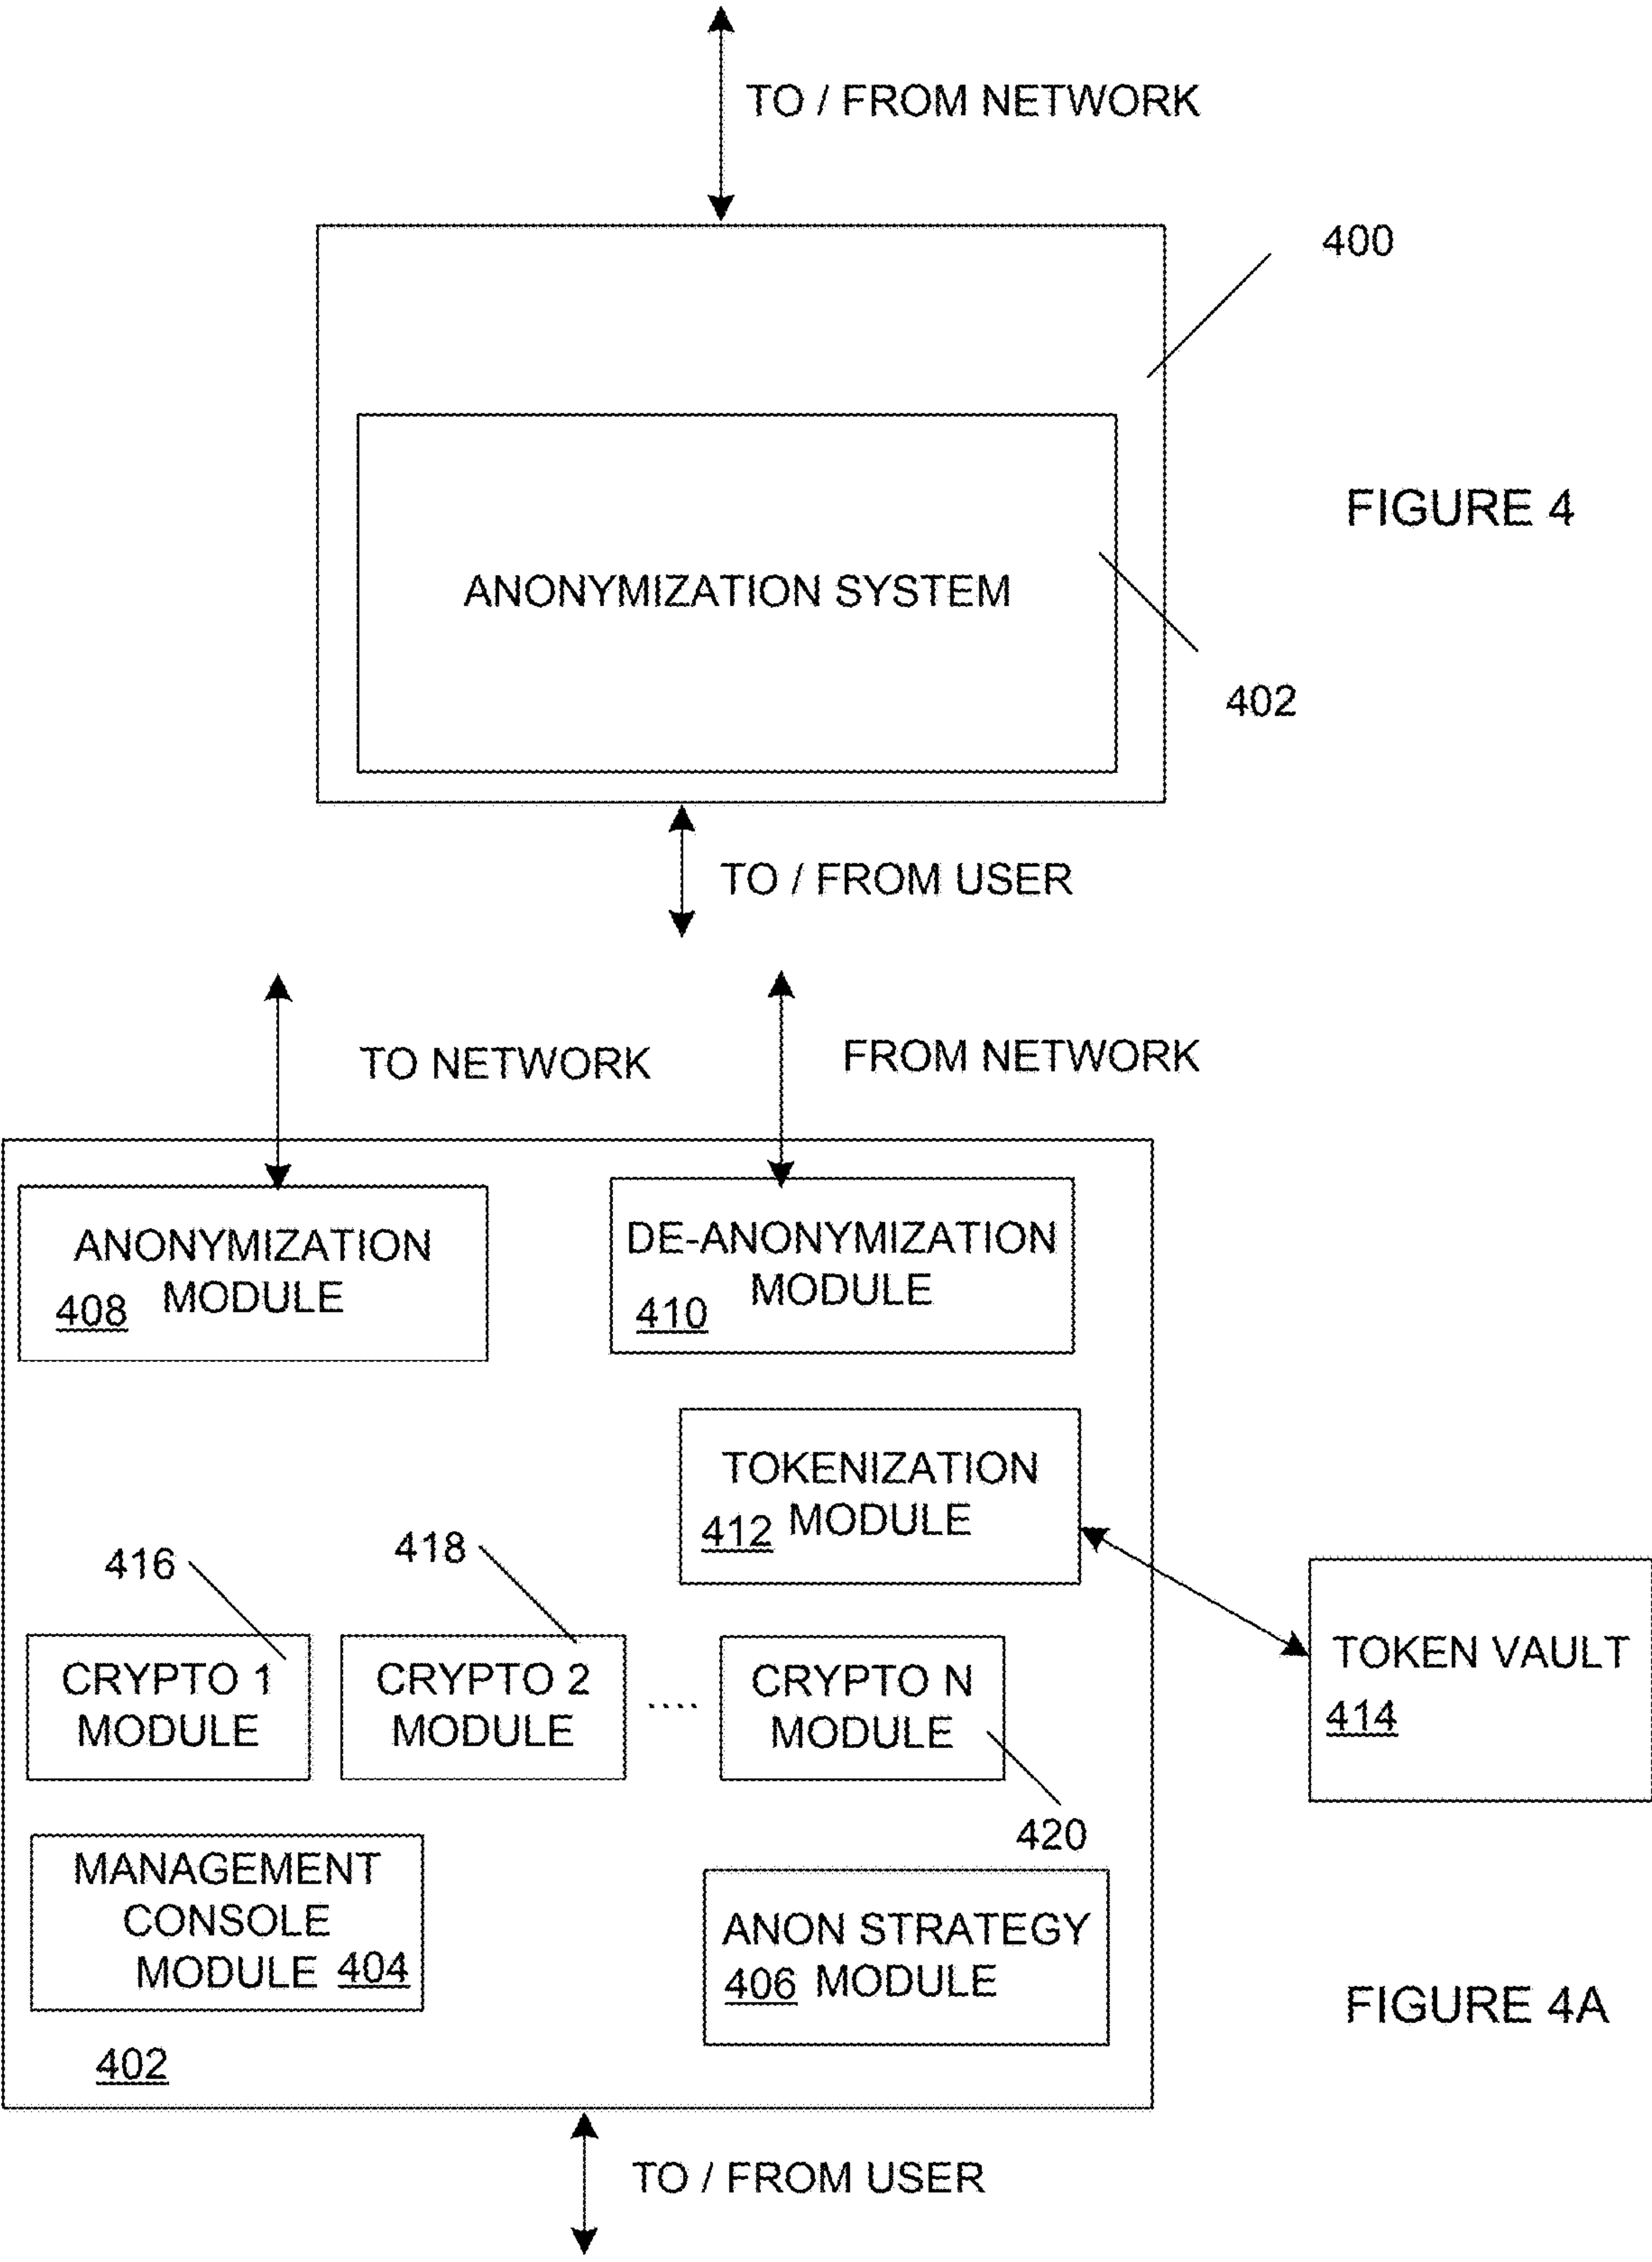 TO / FROM NETWORK
400
FIGURE 4
ANONYMIZATION SYSTEM
402
TO / FROM USER
TO NETWORK
FROM NETWORK
ANONYMIZATION
MODULE
408
DE-ANONYMIZATION
MODULE
410
TOKENIZATION
MODULE
412
416
418
CRYPTO 1
MODULE
CRYPTO 2
MODULE
....
CRYPTO N
MODULE
TOKEN VAULT
414
420
MANAGEMENT
CONSOLE
MODULE 404
ANON STRATEGY
406 MODULE
FIGURE 4A
402
TO / FROM USER